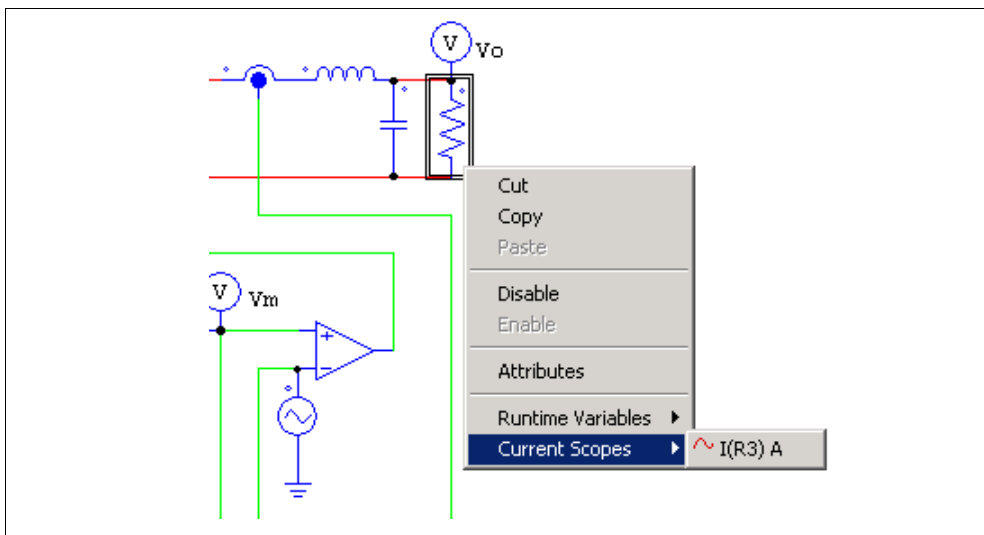 V Vo
Cut
Copy
Paste
V Vm
Disable
Enable
+
−
Attributes
Runtime Variables
Current Scopes
I(R3) A